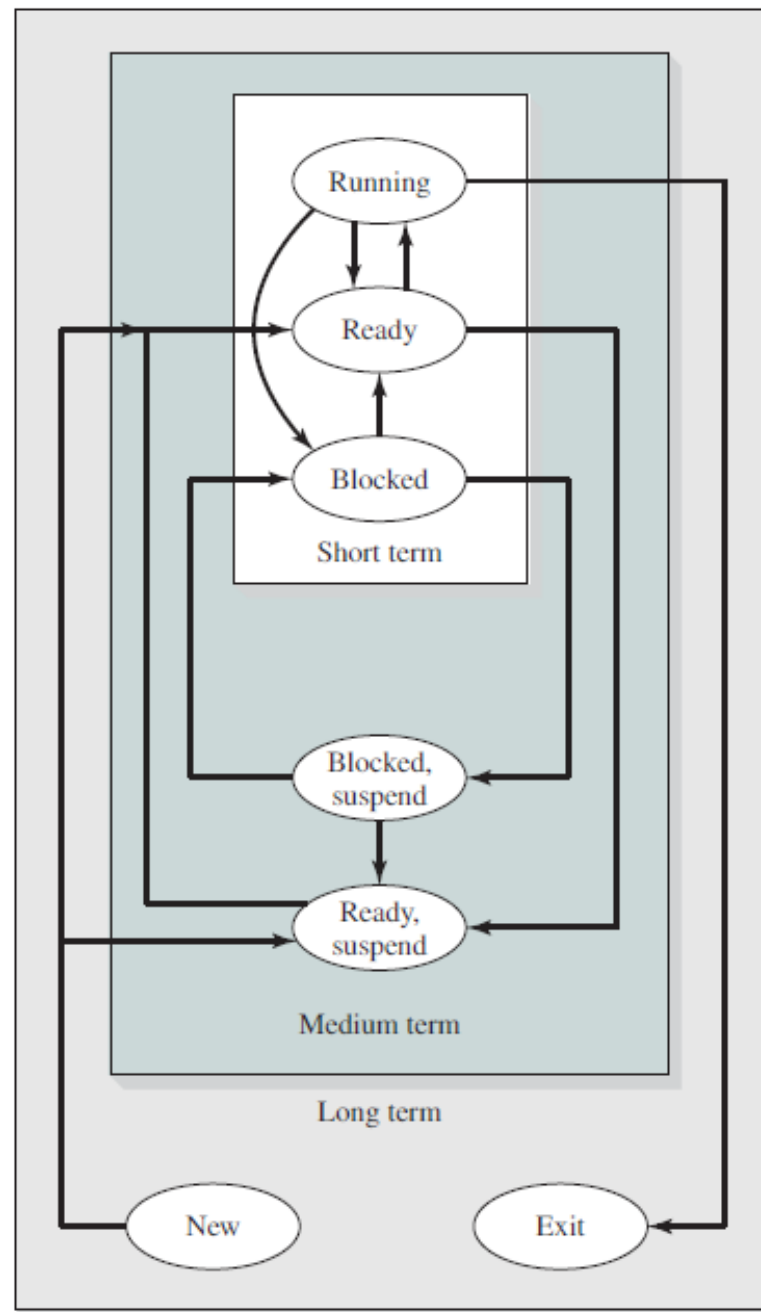 Running
Ready
Blocked
Short term
Blocked,
suspend
Ready,
suspend
Medium term
Long term
New
Exit